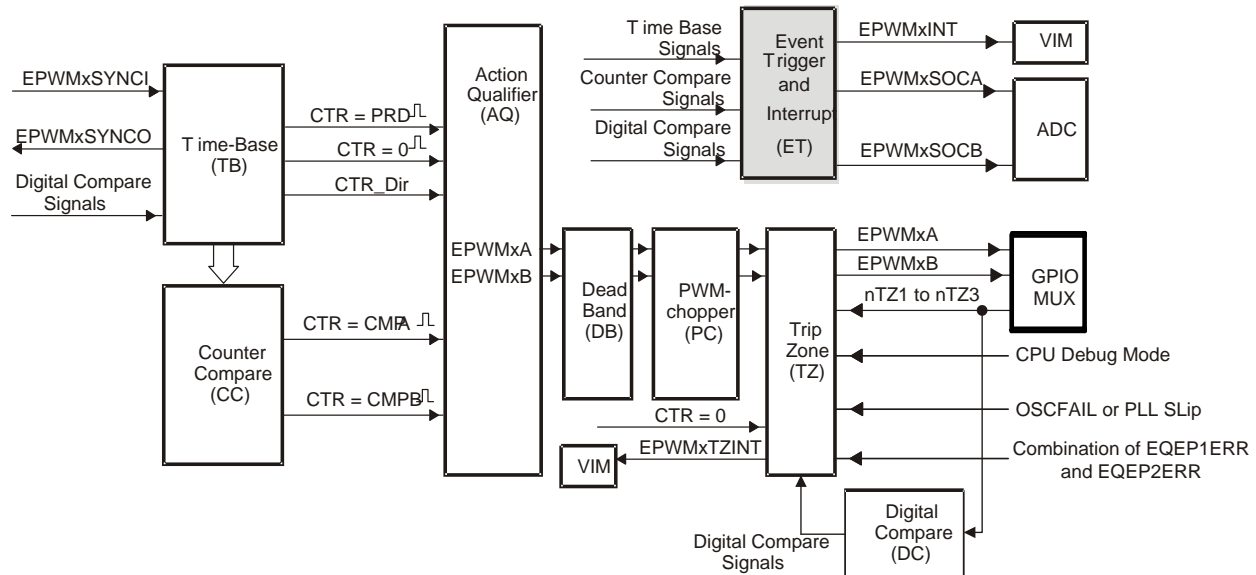 EPWMxSYNCI
EPWMxSYNCO
Digital Compare
Signals
Time-Base
(TB)
CTR = PRD
CTR = 0
CTR_Dir
Counter
Compare
(CC)
CTR = CMPA
CTR = CMPB
Action
Qualifier
(AQ)
EPWMxA
EPWMxB
Time Base
Signals
Counter Compare
Signals
Digital Compare
Signals
Event
Trigger
and
Interrupt
(ET)
EPWMxINT
EPWMxSOCA
EPWMxSOCB
VIM
ADC
Dead
Band
(DB)
PWM-
chopper
(PC)
Trip
Zone
(TZ)
EPWMxA
EPWMxB
nTZ1 to nTZ3
GPIO
MUX
CPU Debug Mode
OSCFAIL or PLL SLip
Combination of EQEP1ERR
and EQEP2ERR
CTR = 0
EPWMxTZINT
VIM
Digital Compare
Signals
Digital
Compare
(DC)